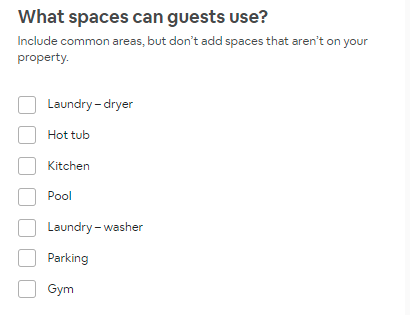 What spaces can guests use?
Include common areas, but don't add spaces that aren't on your
property.
Laundry – dryer
Hot tub
Kitchen
Pool
Laundry – washer
Parking
Gym